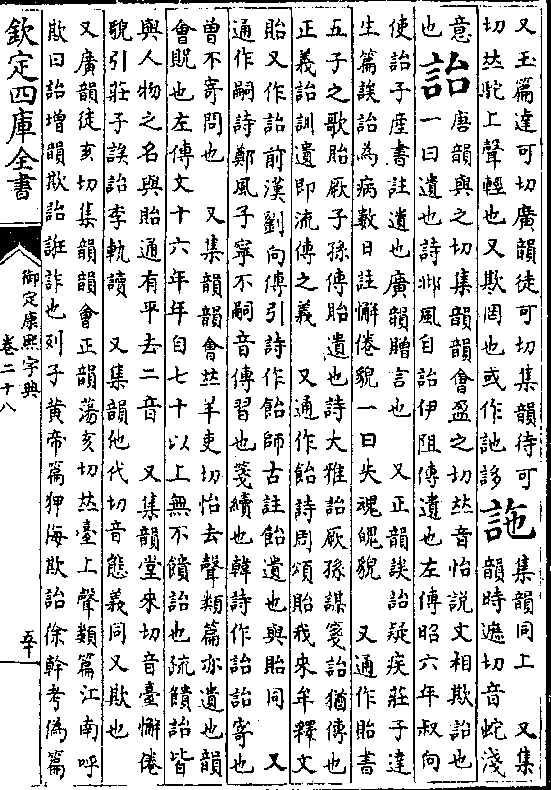 又玉篇達可切廣韻徒可切集韻待可
切𠀤駝上聲輕也又欺罔也或作訑詑 詑 集韻同上 又集
韻時遮切音蛇淺
意 詒 唐韻與之切集韻韻會盈之切𠀤音怡說文相欺詒也
也 一曰遺也詩邶風自詒伊阻傳遺也左傳昭六年叔向
使詒子產書註遺也廣韻贈言也 又正韻誒詒疑疾莊子達
生篇誒詒為病數日註懈倦貌一曰失魂魄貌 又通作貽書
五子之歌貽厥子孫傳貽遺也詩大雅詒厥孫謀箋詒猶傳也
正義詒訓遺即流傳之義 又通作飴詩周頌貽我來牟釋文
貽又作詒前漢劉向傳引詩作飴師古註飴遺也與貽同 又
通作嗣詩鄭風子寧不嗣音傳習也箋續也韓詩作詒詒寄也
曾不寄問也 又集韻韻會𠀤羊吏切怡去聲類篇亦遺也韻
會貺也左傳文十六年年自七十以上無不饋詒也疏饋詒皆
與人物之名與貽通有平去二音 又集韻堂來切音臺懈倦
貌引莊子誒詒李軌讀 又集韻他代切音態義同又欺也
又廣韻徒亥切集韻韻會正韻蕩亥切𠀤臺上聲類篇江南呼
欺曰詒增韻欺詒誑詐也列子黃帝篇狎侮欺詒徐幹考偽篇
欽定四庫全書
御定康熙字典
卷二十八